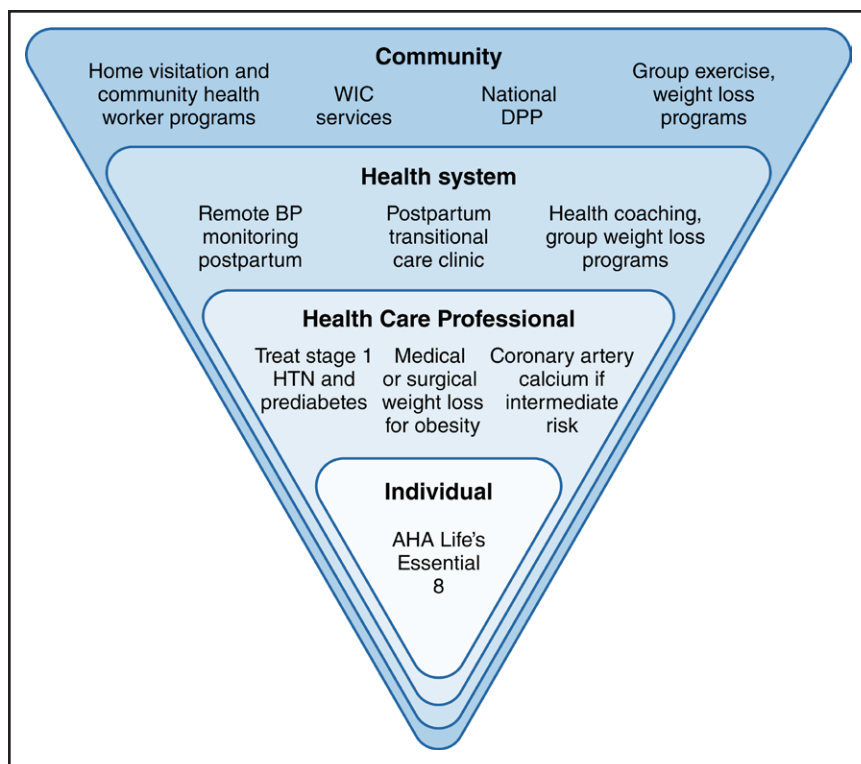 Community
Home visitation and
community health
worker programs
WIC
services
National
DPP
Group exercise,
weight loss
programs
Health system
Remote BP
monitoring
postpartum
Postpartum
transitional
care clinic
Health coaching,
group weight loss
programs
Health Care Professional
Treat stage 1
HTN and
prediabetes
Medical
or surgical
weight loss
for obesity
Coronary artery
calcium if
intermediate
risk
Individual
AHA Life's
Essential
8